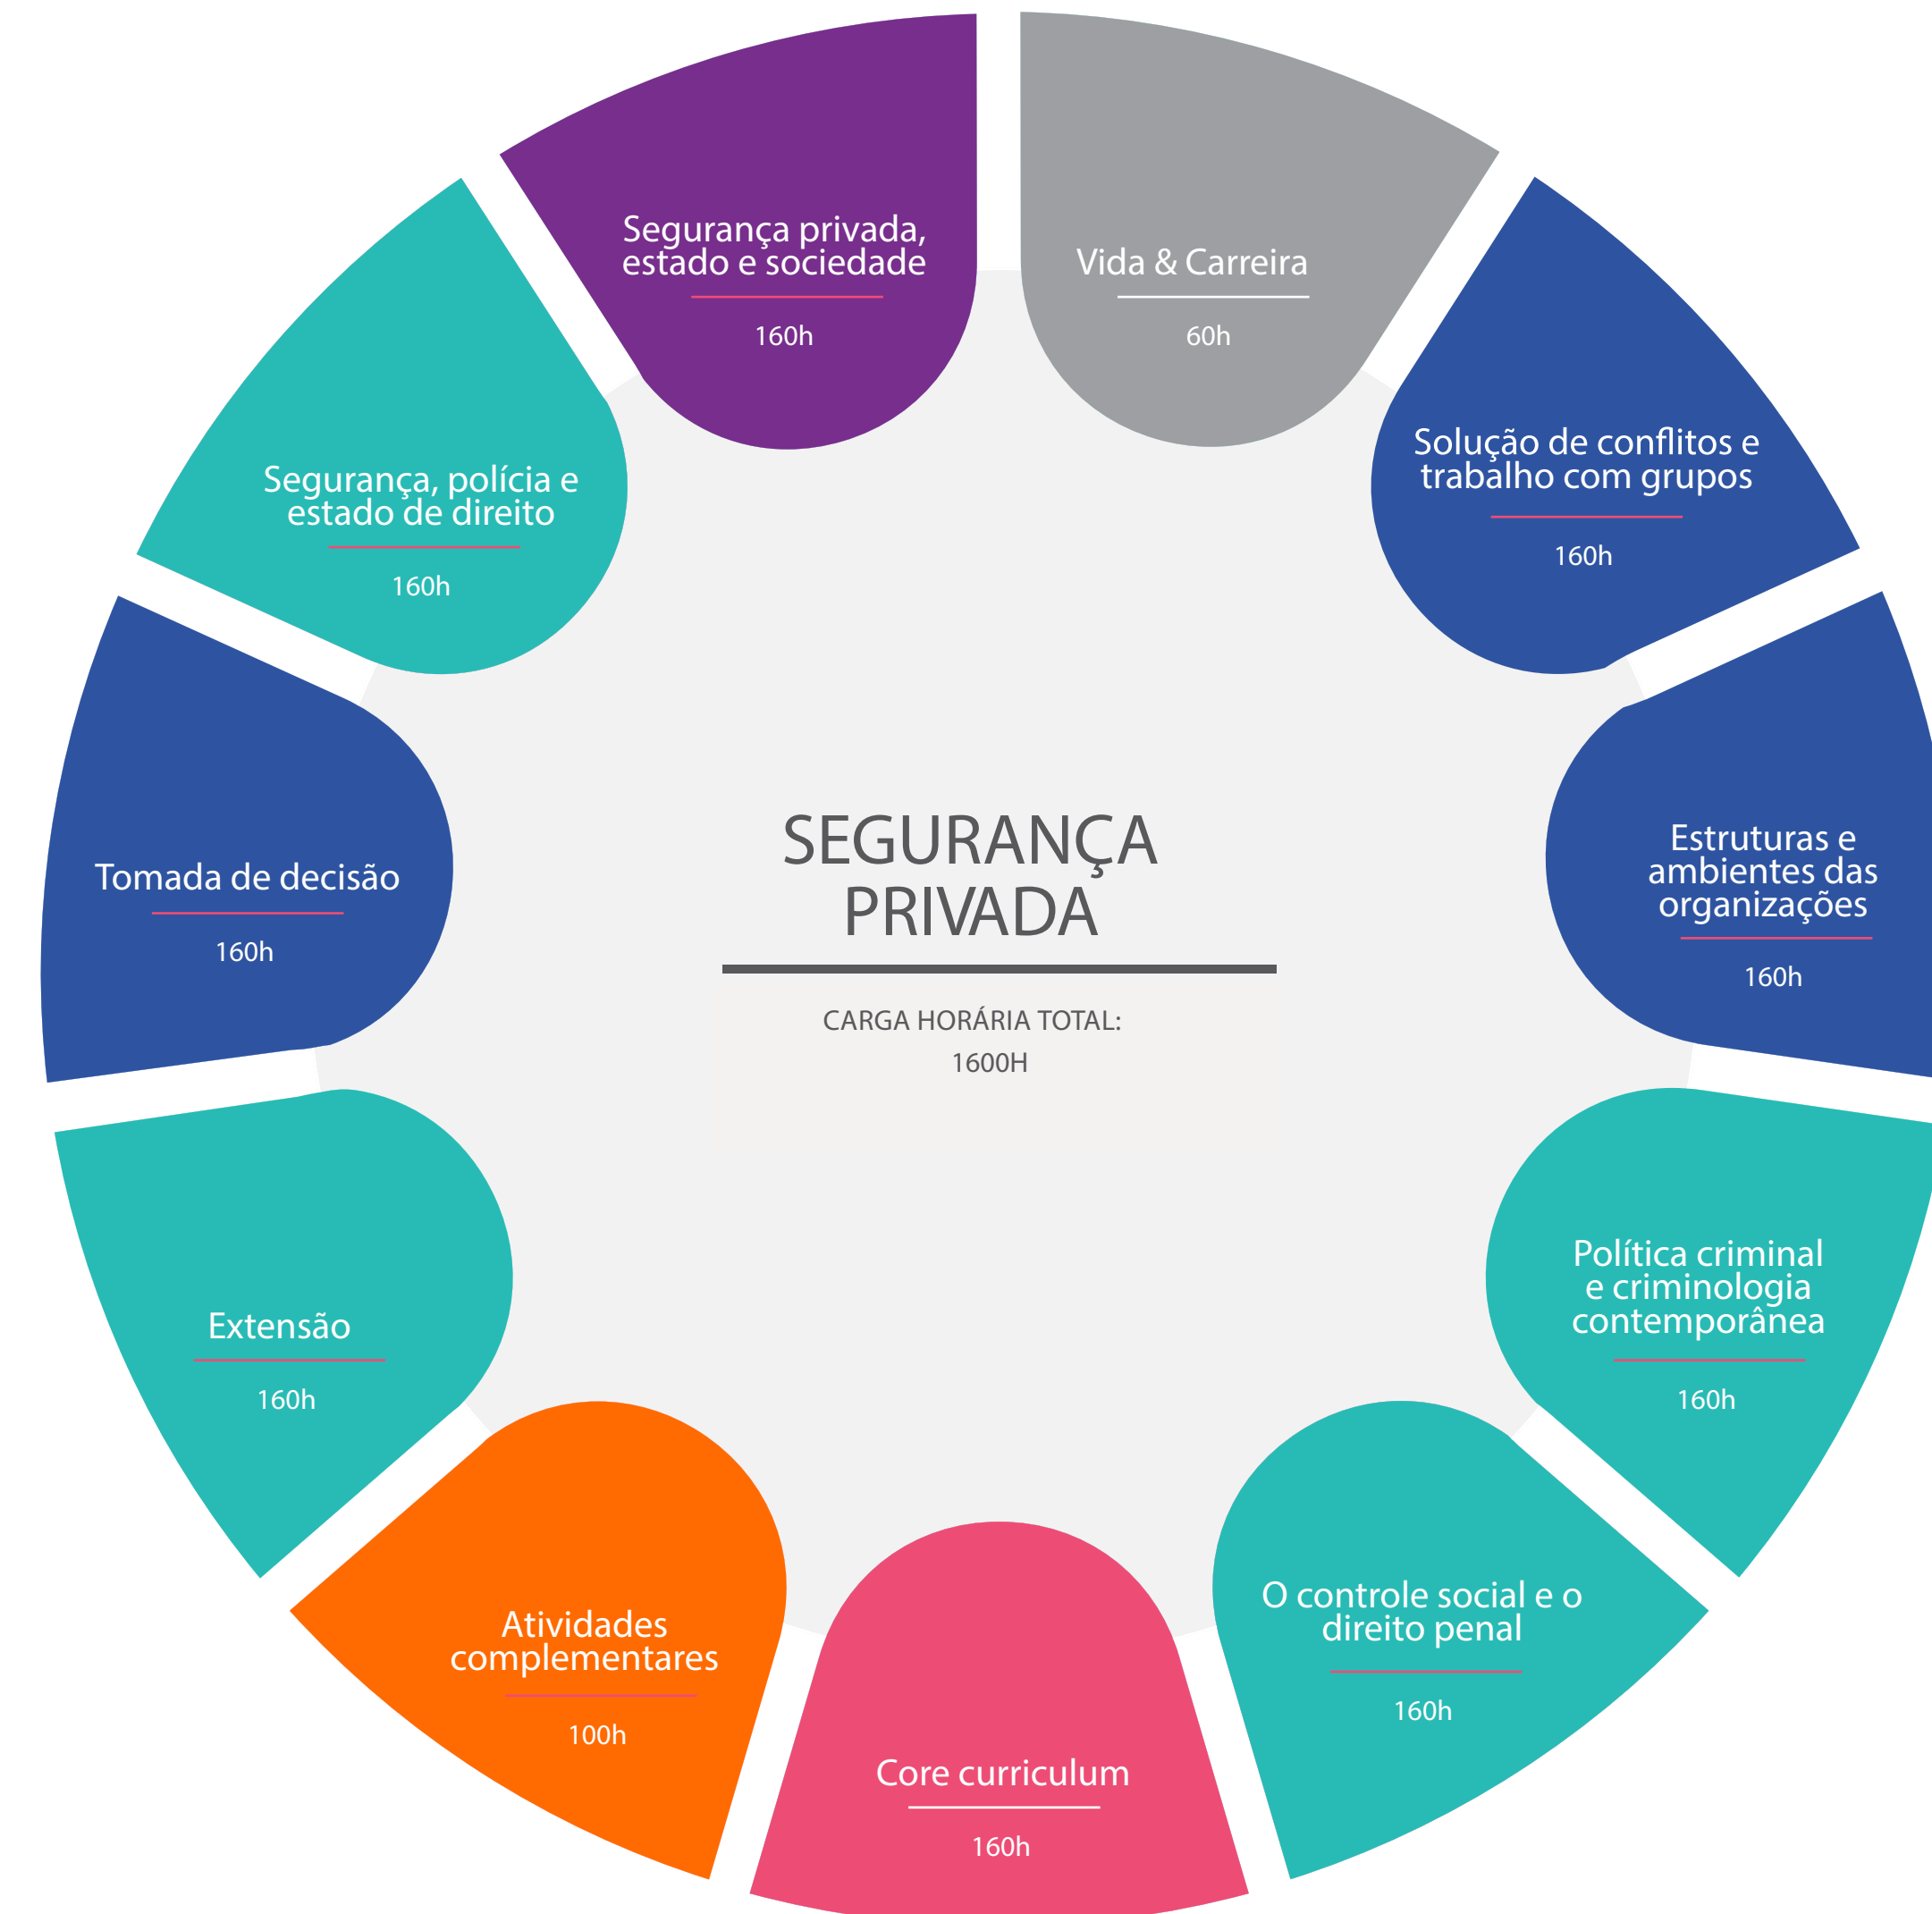 Segurança privada,
estado e sociedade
160h
Vida & Carreira
60h
Solução de conflitos e
trabalho com grupos
160h
Estruturas e
ambientes das
organizações
160h
Política criminal
e criminologia
contemporânea
160h
O controle social e o
direito penal
160h
Core curriculum
160h
Atividades
complementares
100h
Extensão
160h
Tomada de decisão
160h
Segurança, polícia e
estado de direito
160h
SEGURANÇA
PRIVADA
CARGA HORÁRIA TOTAL:
1600H